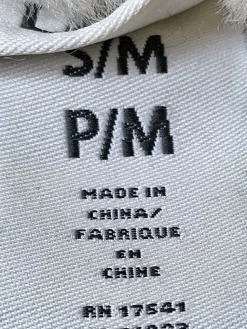 S/M
P/M
MADE IN
CHINA/
FABRIQUE
EN
CHINE
RN 17541